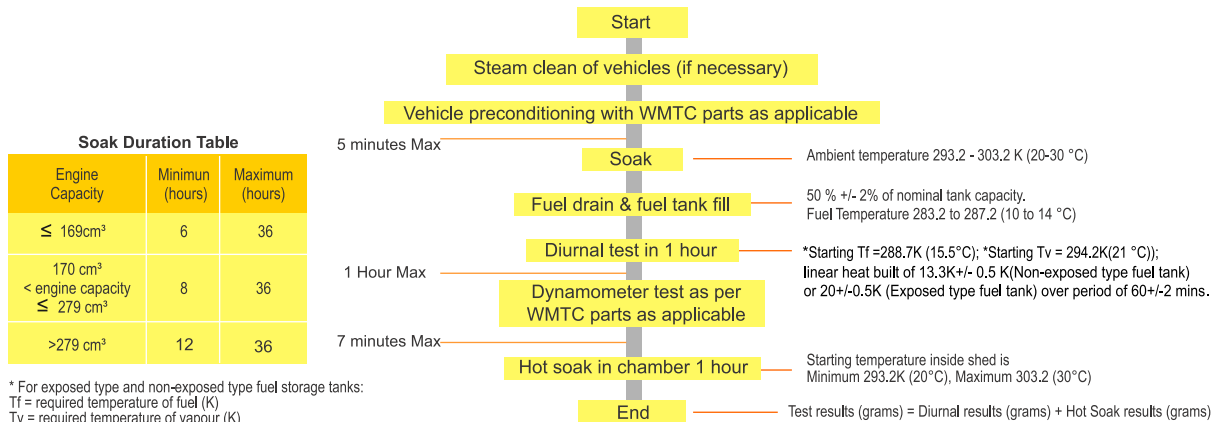 Start
Steam clean of vehicles (if necessary)
Vehicle preconditioning with WMTC parts as applicable
5 minutes Max
Soak
Ambient temperature 293.2 - 303.2 K (20-30 °C)
Fuel drain & fuel tank fill
50 % +/- 2% of nominal tank capacity.
Fuel Temperature 283.2 to 287.2 (10 to 14 °C)
Diurnal test in 1 hour
*Starting Tf =288.7K (15.5°C); *Starting Tv = 294.2K(21 °C));
linear heat built of 13.3K+/- 0.5 K(Non-exposed type fuel tank)
or 20+/-0.5K (Exposed type fuel tank) over period of 60+/-2 mins.
1 Hour Max
Dynamometer test as per
WMTC parts as applicable
7 minutes Max
Hot soak in chamber 1 hour
Starting temperature inside shed is
Minimum 293.2K (20°C), Maximum 303.2 (30°C)
End
Test results (grams) = Diurnal results (grams) + Hot Soak results (grams)
Soak Duration Table
Engine Capacity
Minimun (hours)
Maximum (hours)
≤ 169cm³ 6 36
170 cm³
< engine capacity
≤ 279 cm³
8 36
>279 cm³ 12 36
* For exposed type and non-exposed type fuel storage tanks:
Tf = required temperature of fuel (K)
Tv = required temperature of vapour (K)